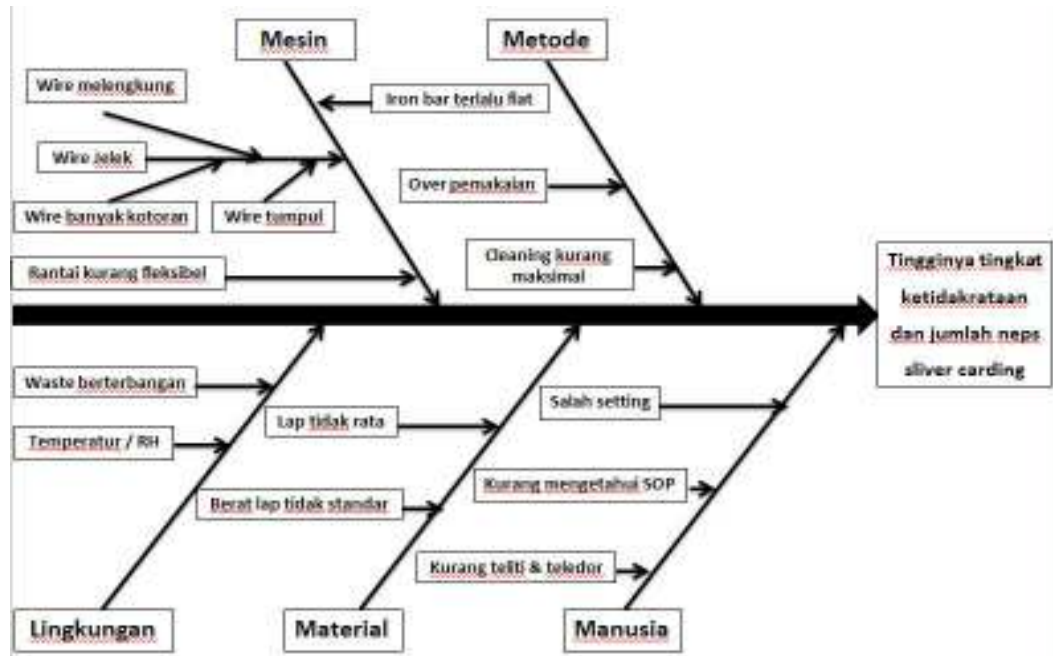 Mesin
Metode
Wire melengkung
Iron bar terlalu flat
Wire Jelek
Over pemakaian
Wire banyak kotoran
Wire tumpul
Cleaning kurang
maksimal
Rantai kurang fleksibel
Tingginya tingkat
ketidakrataan
dan jumlah neps
sliver carding
Waste berterbangan
Salah setting
Lap tidak rata
Temperatur / RH
Kurang mengetahui SOP
Berat lap tidak standar
Kurang teliti & teledor
Lingkungan
Material
Manusia